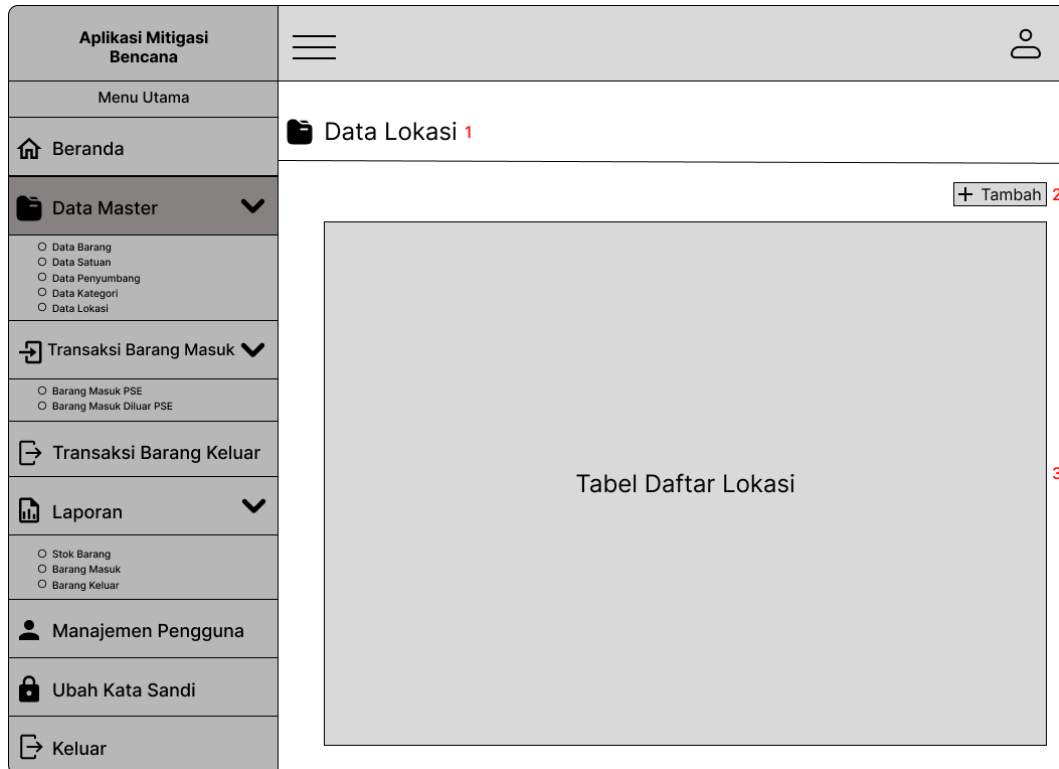 Aplikasi Mitigasi
Bencana
Menu Utama
Beranda
Data Master
Data Barang
Data Satuan
Data Penyumbang
Data Kategori
Data Lokasi
Transaksi Barang Masuk
Barang Masuk PSE
Barang Masuk Diluar PSE
Transaksi Barang Keluar
Laporan
Stok Barang
Barang Masuk
Barang Keluar
Manajemen Pengguna
Ubah Kata Sandi
Keluar
Data Lokasi 1
+ Tambah 2
Tabel Daftar Lokasi 3